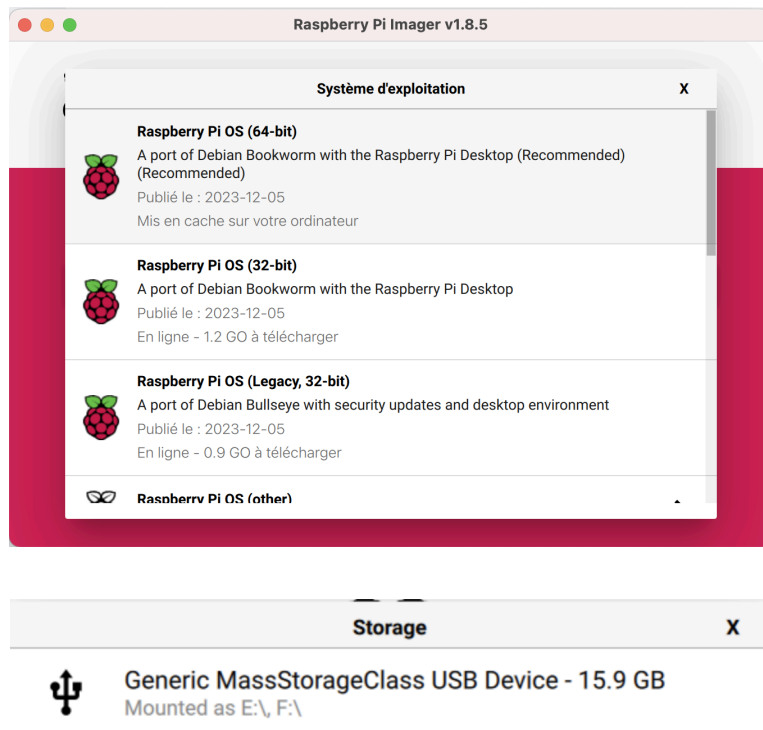 Raspberry Pi Imager v1.8.5
Système d'exploitation X
Raspberry Pi OS (64-bit)
A port of Debian Bookworm with the Raspberry Pi Desktop (Recommended)
(Recommended)
Publié le : 2023-12-05
Mis en cache sur votre ordinateur
Raspberry Pi OS (32-bit)
A port of Debian Bookworm with the Raspberry Pi Desktop
Publié le : 2023-12-05
En ligne - 1.2 GO à télécharger
Raspberry Pi OS (Legacy, 32-bit)
A port of Debian Bullseye with security updates and desktop environment
Publié le : 2023-12-05
En ligne - 0.9 GO à télécharger
Raspberry Pi OS (other)
Storage X
Generic MassStorageClass USB Device - 15.9 GB
Mounted as E:\, F:\